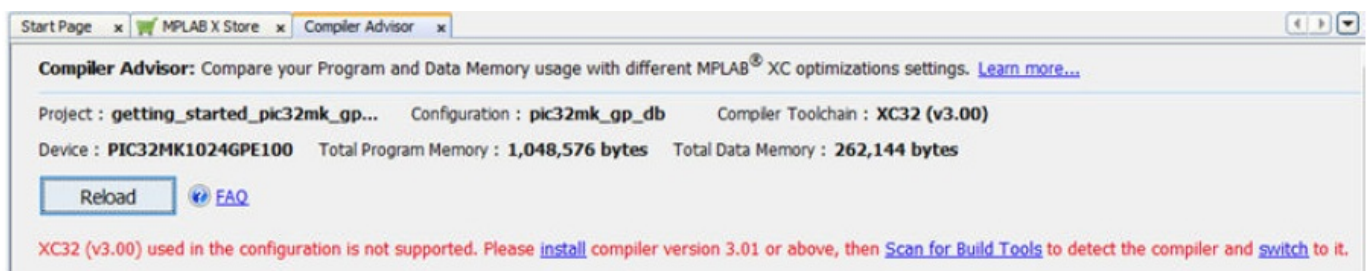 Start Page x MPLAB X Store x Compiler Advisor x
Compiler Advisor: Compare your Program and Data Memory usage with different MPLAB® XC optimizations settings. Learn more...
Project : getting_started_pic32mk_gp... Configuration : pic32mk_gp_db Compiler Toolchain : XC32 (v3.00)
Device : PIC32MK1024GPE100 Total Program Memory : 1,048,576 bytes Total Data Memory : 262,144 bytes
Reload ? FAQ
XC32 (v3.00) used in the configuration is not supported. Please install compiler version 3.01 or above, then Scan for Build Tools to detect the compiler and switch to it.